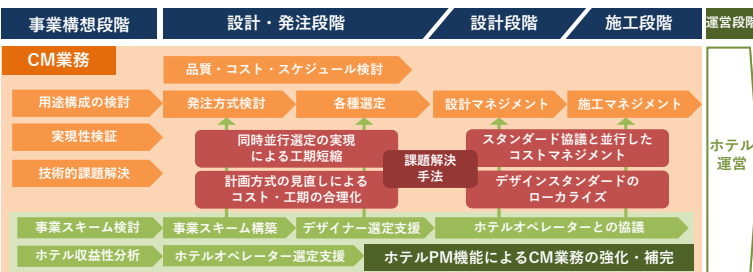 事業構想段階
設計・発注段階
設計段階
施工段階
運営段階
CM業務
品質・コスト・スケジュール検討
用途構成の検討
発注方式検討
各種選定
設計マネジメント
施工マネジメント
実現性検証
同時並行選定の実現
による工期短縮
スタンダード協議と並行した
コストマネジメント
課題解決
手法
ホテル
運営
技術的課題解決
計画方式の見直しによる
コスト・工期の合理化
デザインスタンダードの
ローカライズ
事業スキーム検討
事業スキーム構築
デザイナー選定支援
ホテルオペレーターとの協議
ホテル収益性分析
ホテルオペレーター選定支援
ホテルPM機能によるCM業務の強化・補完